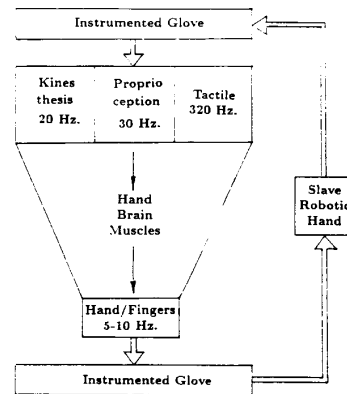 Instrumented Glove
Kines
thesis
20 Hz.
Proprio
ception
30 Hz.
Tactile
320 Hz.
Hand
Brain
Muscles
Slave
Robotic
Hand
Hand/Fingers
5-10 Hz.
Instrumented Glove